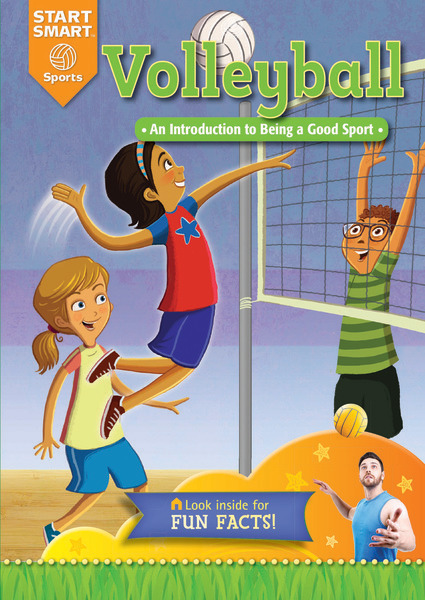 START
SMART®
Sports
Volleyball
• An Introduction to Being a Good Sport •
Look inside for
FUN FACTS!